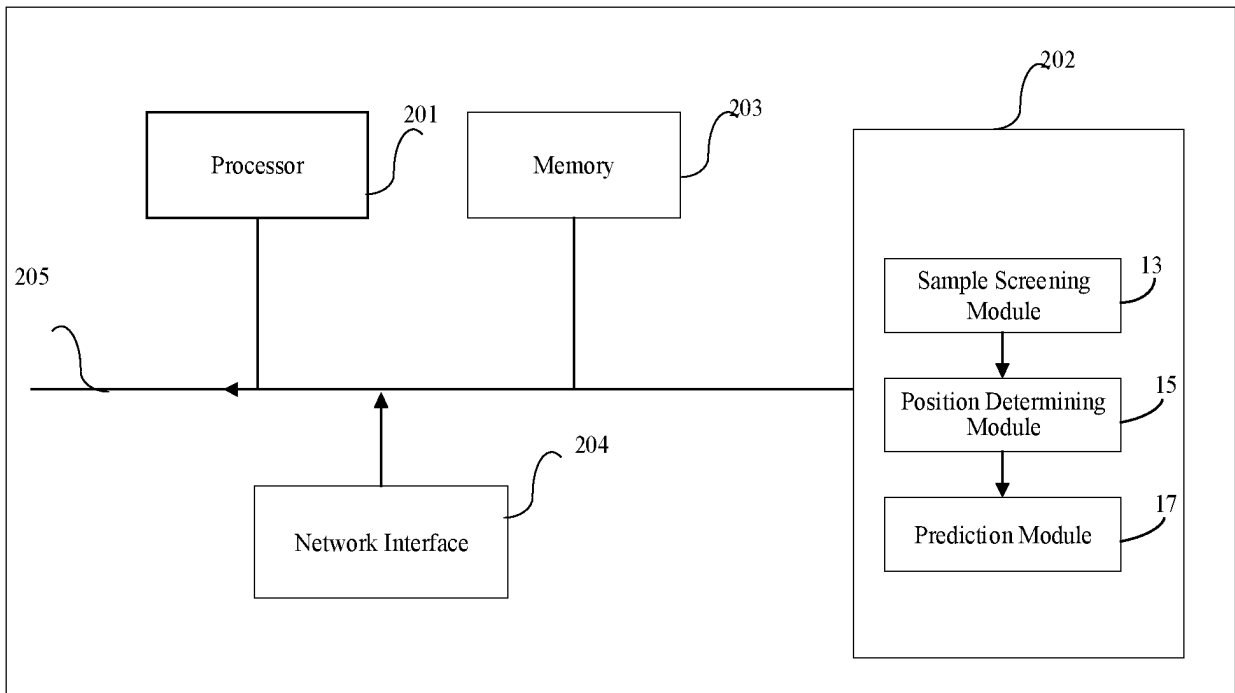 202
201
203
Processor
Memory
205
Sample Screening
Module
13
Position Determining
Module
15
204
Network Interface
Prediction Module
17